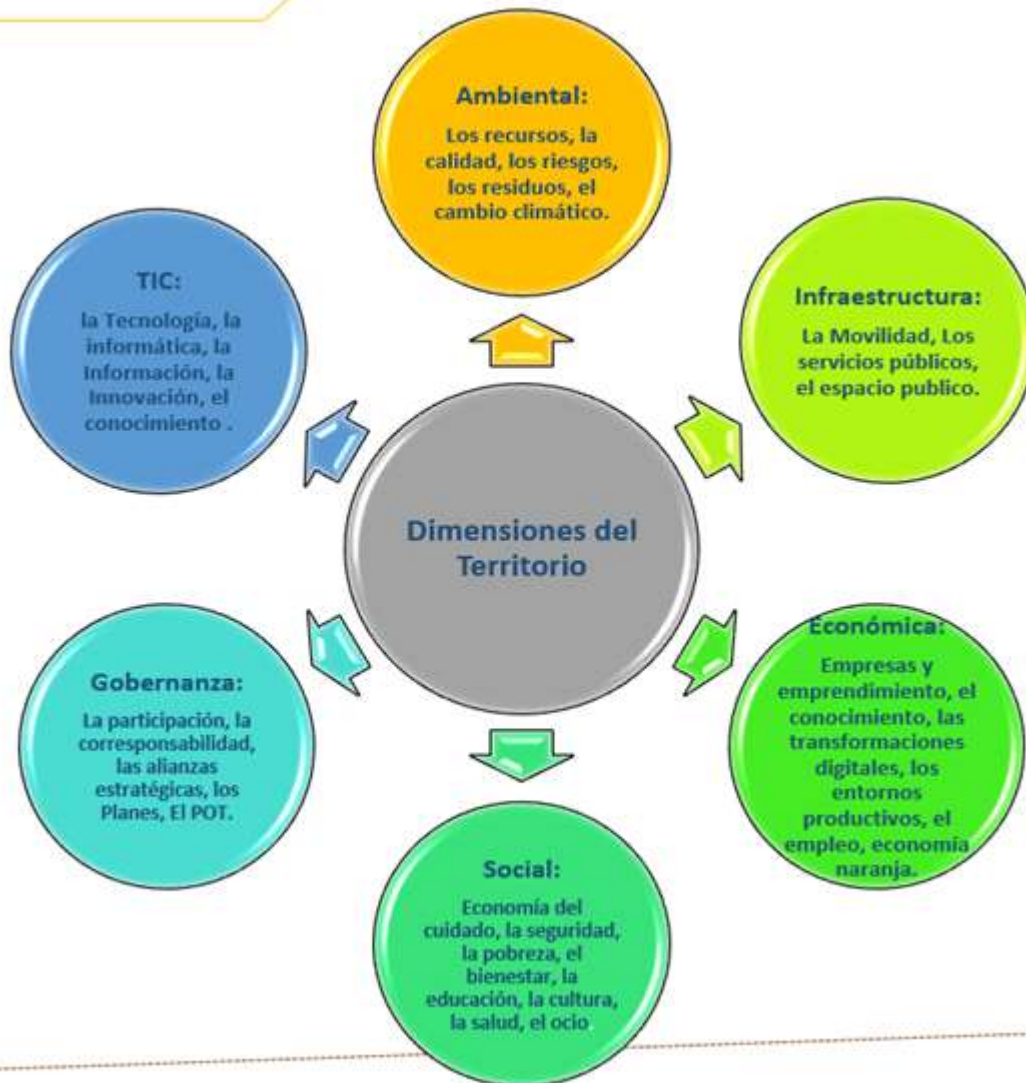 Ambiental:
Los recursos, la
calidad, los riesgos,
los residuos, el
cambio climático.
Infraestructura:
La Movilidad, Los
servicios públicos,
el espacio publico.
Económica:
Empresas y
emprendimiento, el
conocimiento, las
transformaciones
digitales, los
entornos
productivos, el
empleo, economía
naranja.
Social:
Economía del
cuidado, la seguridad,
la pobreza, el
bienestar, la
educación, la cultura,
la salud, el ocio
Gobernanza:
La participación, la
corresponsabilidad,
las alianzas
estratégicas, los
Planes, El POT.
TIC:
la Tecnología, la
informática, la
Información, la
Innovación, el
conocimiento .
Dimensiones del
Territorio